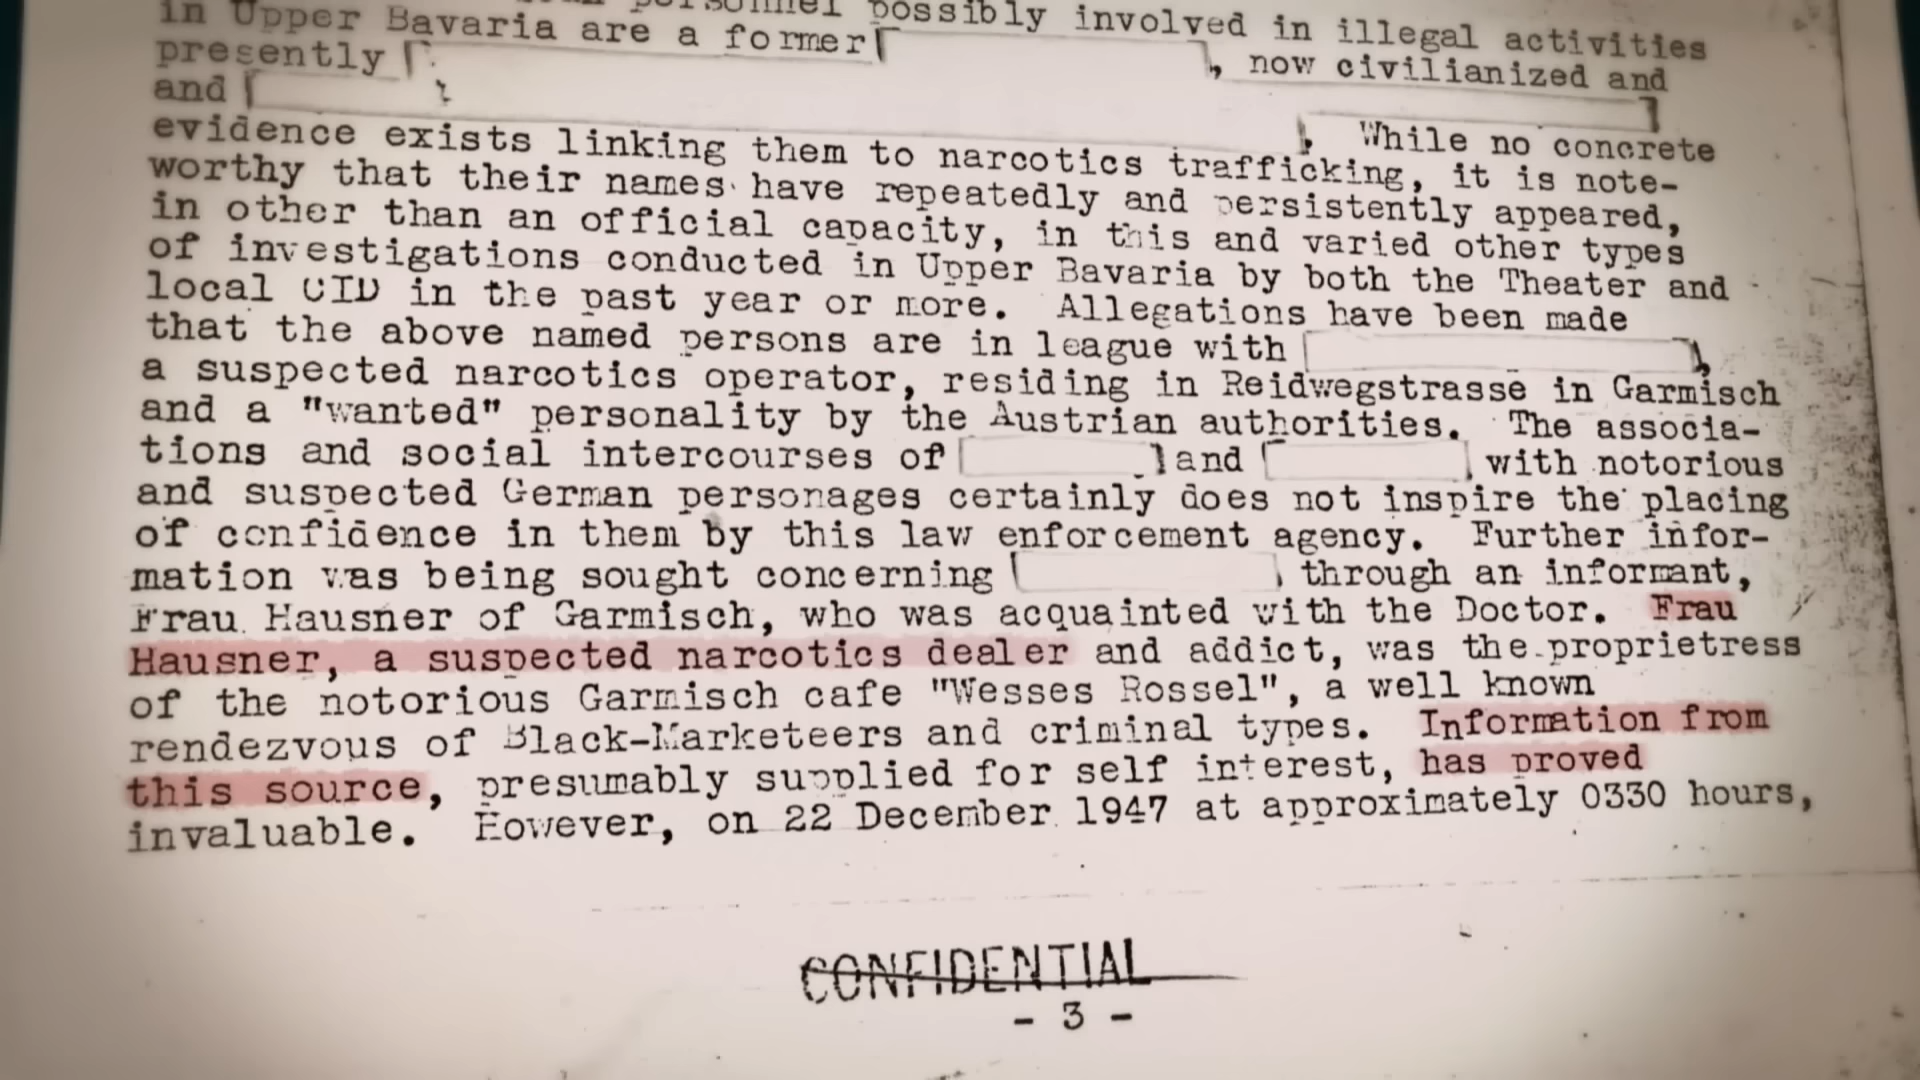 personnel possibly involved in illegal activities
in Upper Bavaria are a former
presently , now civilianized and
and
. While no concrete
evidence exists linking them to narcotics trafficking, it is note-
worthy that their names have repeatedly and persistently appeared,
in other than an official capacity, in this and varied other types
of investigations conducted in Upper Bavaria by both the Theater and
local CID in the past year or more. Allegations have been made
that the above named persons are in league with ,
a suspected narcotics operator, residing in Reidwegstrasse in Garmisch
and a "wanted" personality by the Austrian authorities. The associa-
tions and social intercourses of and with notorious
and suspected German personages certainly does not inspire the placing
of confidence in them by this law enforcement agency. Further infor-
mation was being sought concerning , through an informant,
Frau Hausner of Garmisch, who was acquainted with the Doctor. Frau
Hausner, a suspected narcotics dealer and addict, was the proprietress
of the notorious Garmisch cafe "Wesses Rossel", a well known
rendezvous of Black-Marketeers and criminal types. Information from
this source, presumably supplied for self interest, has proved
invaluable. However, on 22 December 1947 at approximately 0330 hours,
CONFIDENTIAL
- 3 -